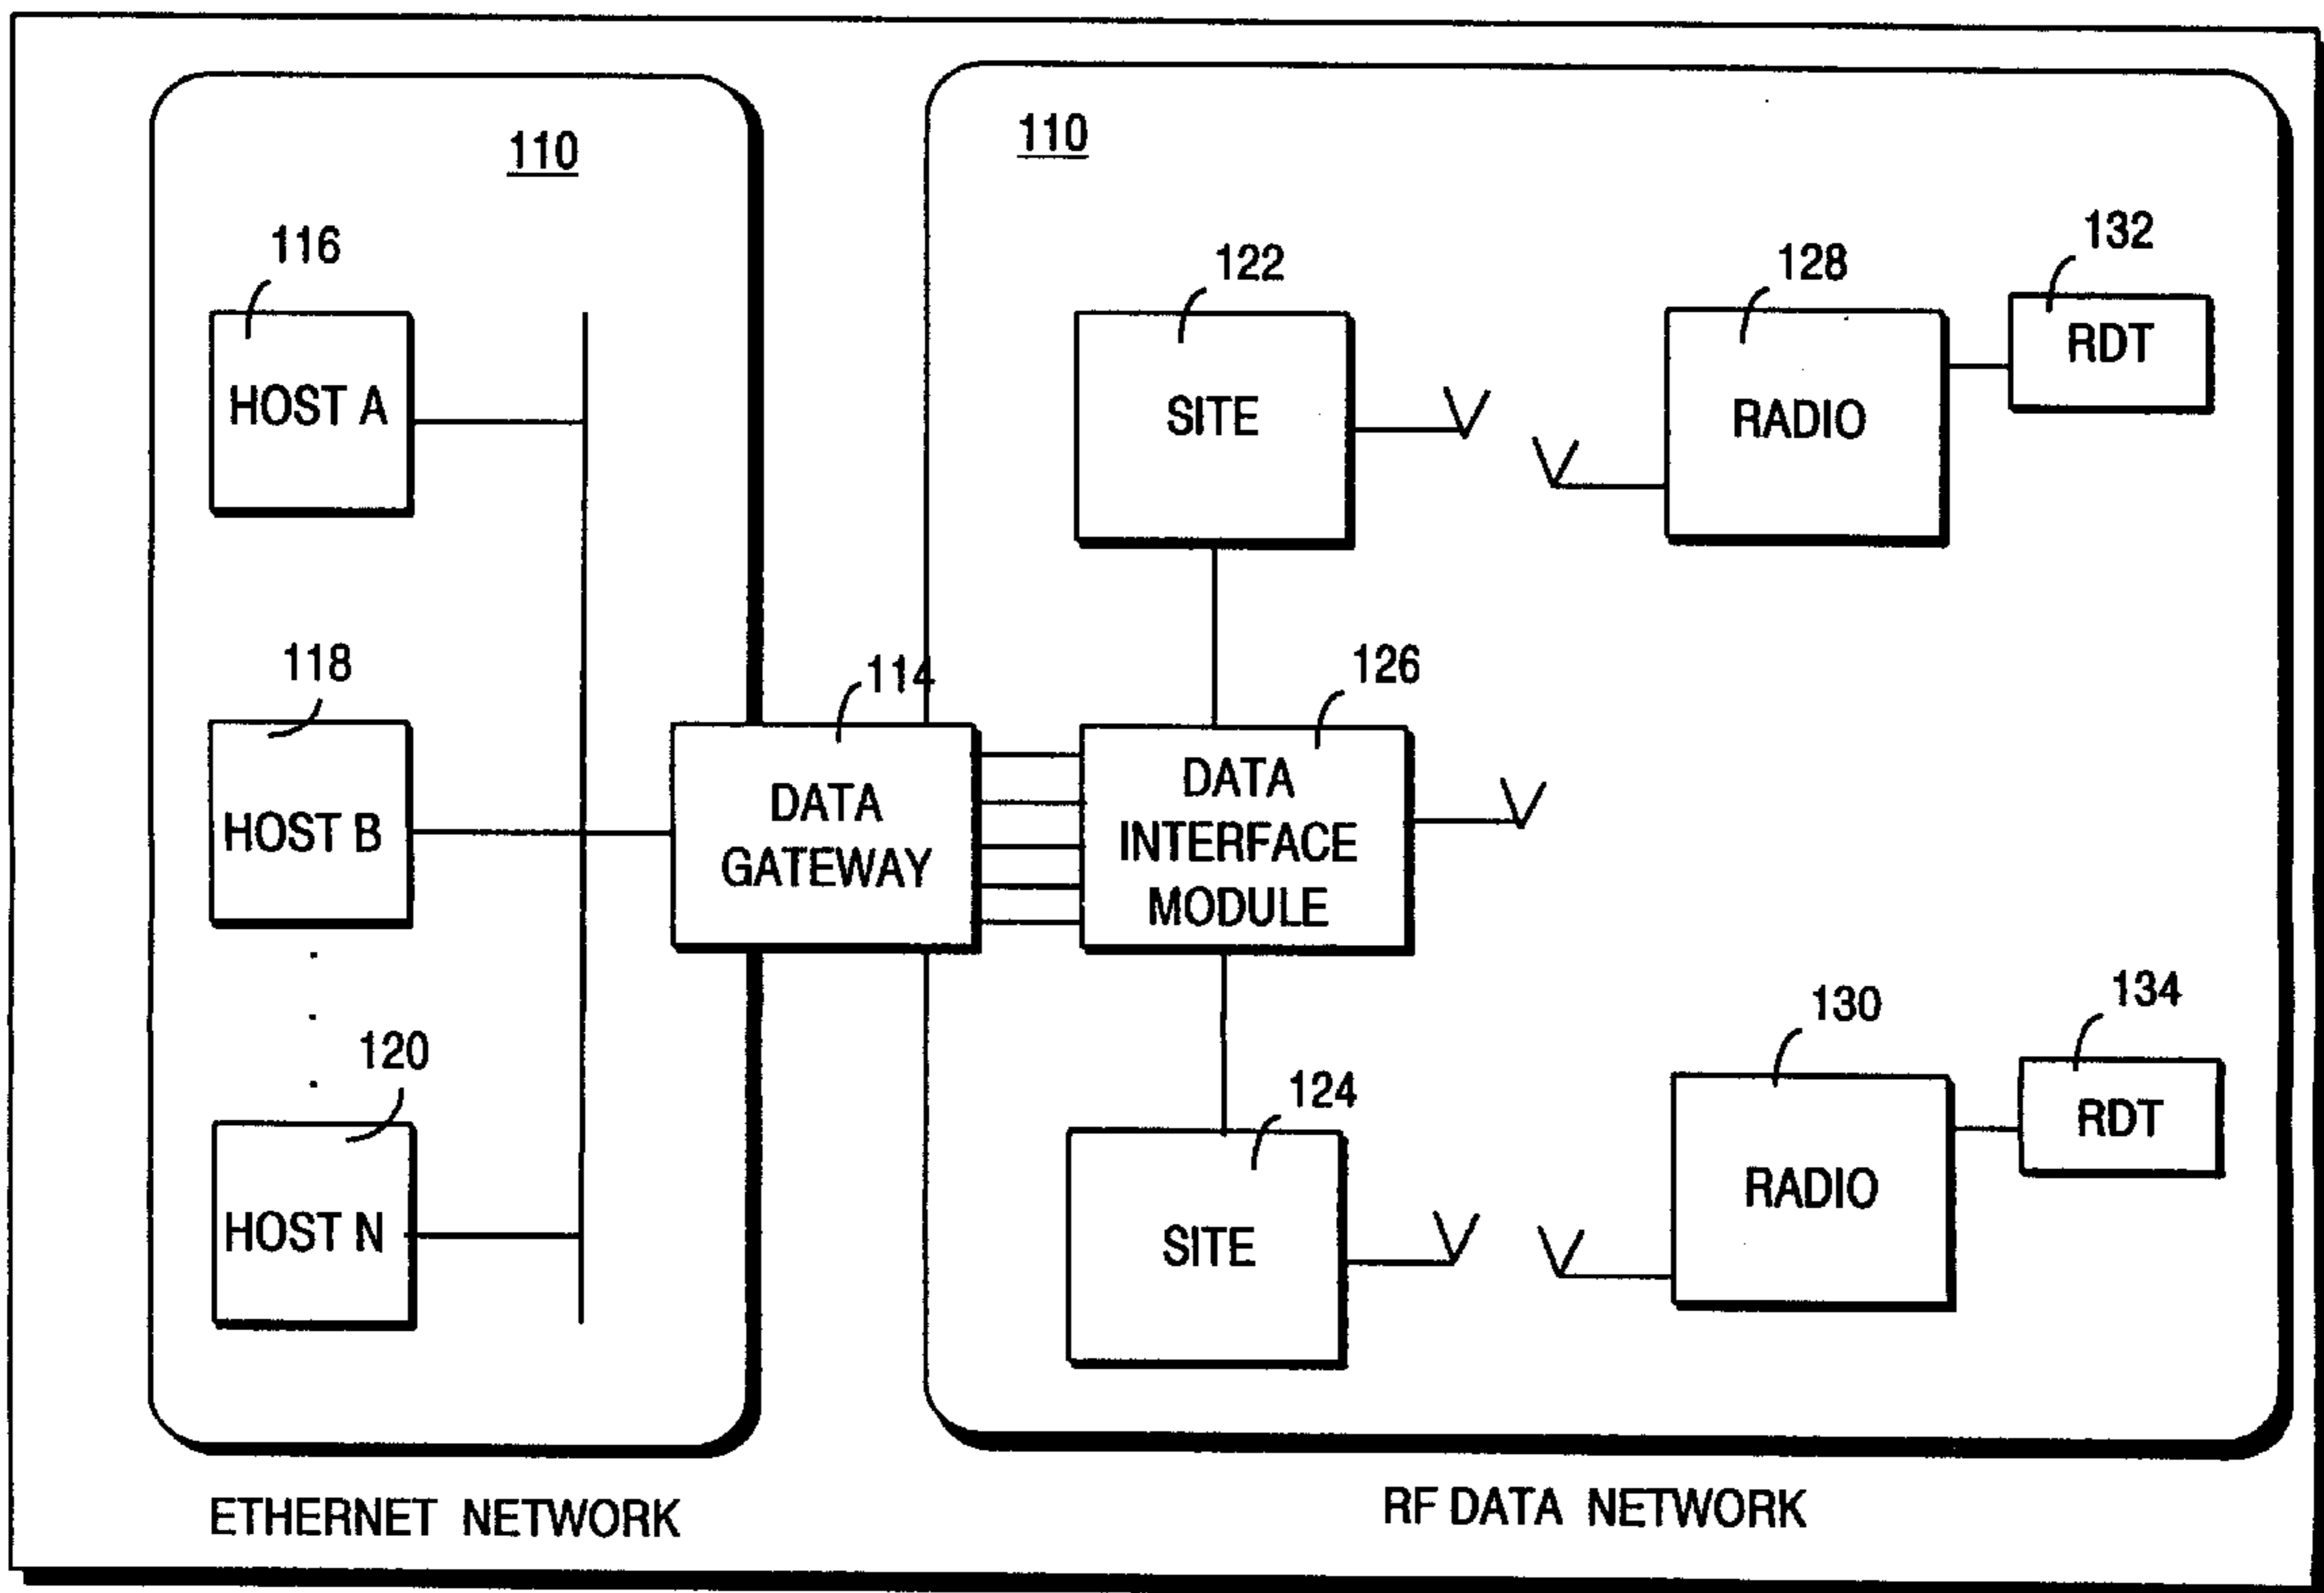 110
116
HOST A
118
HOST B
120
HOST N
114
DATA
GATEWAY
110
122
SITE
128
RADIO
132
RDT
126
DATA
INTERFACE
MODULE
124
SITE
130
RADIO
134
RDT
ETHERNET NETWORK
RF DATA NETWORK